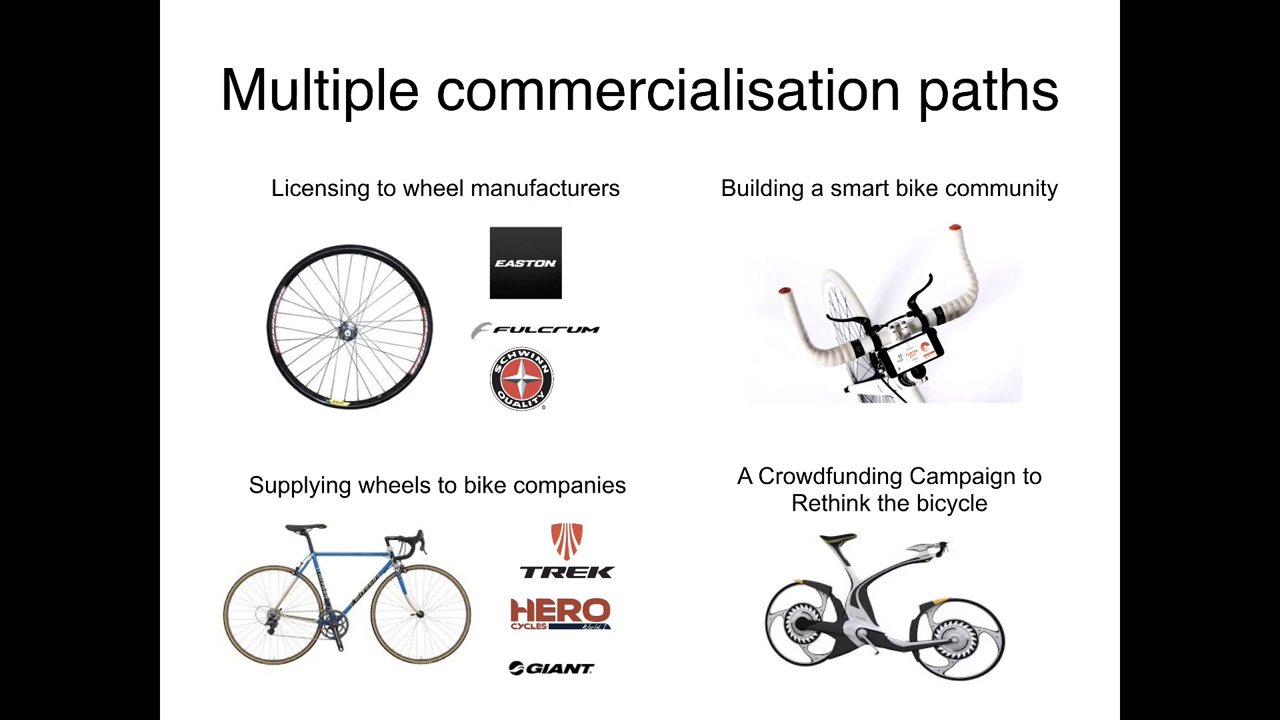 Multiple commercialisation paths
Licensing to wheel manufacturers
EASTON
FULCRUM
SCHWINN
QUALITY
®
Building a smart bike community
Supplying wheels to bike companies
TREK
HERO
CYCLES
GIANT
A Crowdfunding Campaign to
Rethink the bicycle